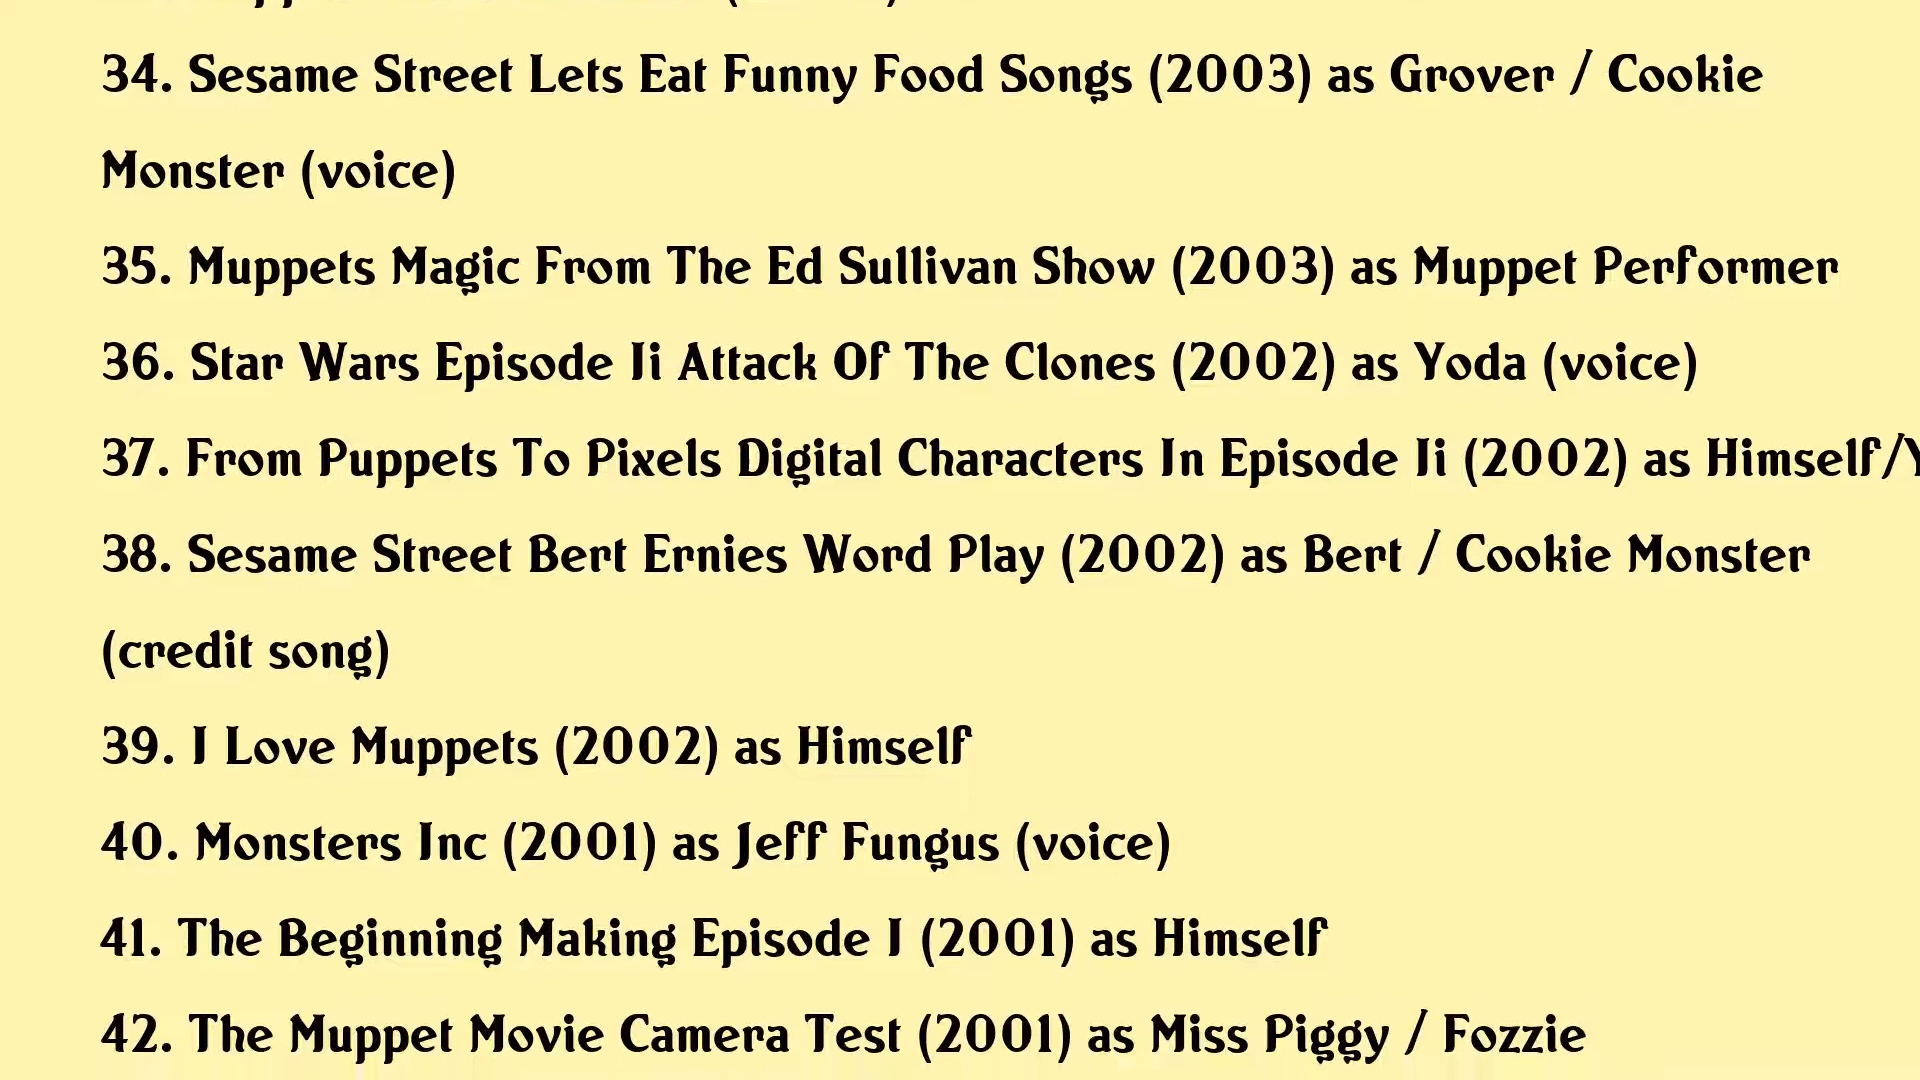 34. Sesame Street Lets Eat Funny Food Songs (2003) as Grover / Cookie
Monster (voice)
35. Muppets Magic From The Ed Sullivan Show (2003) as Muppet Performer
36. Star Wars Episode Ii Attack Of The Clones (2002) as Yoda (voice)
37. From Puppets To Pixels Digital Characters In Episode Ii (2002) as Himself/
38. Sesame Street Bert Ernies Word Play (2002) as Bert / Cookie Monster
(credit song)
39. I Love Muppets (2002) as Himself
40. Monsters Inc (2001) as Jeff Fungus (voice)
41. The Beginning Making Episode I (2001) as Himself
42. The Muppet Movie Camera Test (2001) as Miss Piggy / Fozzie